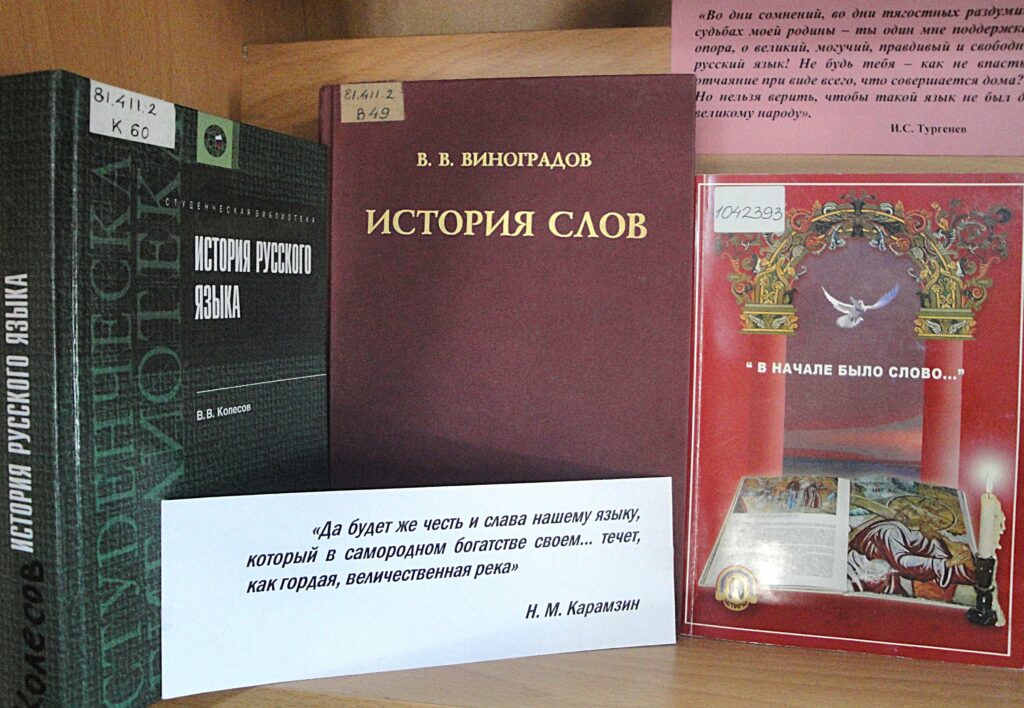 81.411.2
К 60
СТУДЕНЧЕСКАЯ БИБЛИОТЕКА
ИСТОРИЯ РУССКОГО
ЯЗЫКА
В.В. Колесов
ИСТОРИЯ РУССКОГО ЯЗЫКА
Колесов
81.411.2
В 49
В. В. ВИНОГРАДОВ
ИСТОРИЯ СЛОВ
«Да будет же честь и слава нашему языку,
который в самородном богатстве своем... течет,
как гордая, величественная река»
Н. М. Карамзин
«Во дни сомнений, во дни тягостных раздуми
судьбах моей родины – ты один мне поддержка
опора, о великий, могучий, правдивый и свободн
русский язык! Не будь тебя – как не впасть
отчаяние при виде всего, что совершается дома?
Но нельзя верить, чтобы такой язык не был д
великому народу».
И.С. Тургенев
1042393
“ В НАЧАЛЕ БЫЛО СЛОВО...”